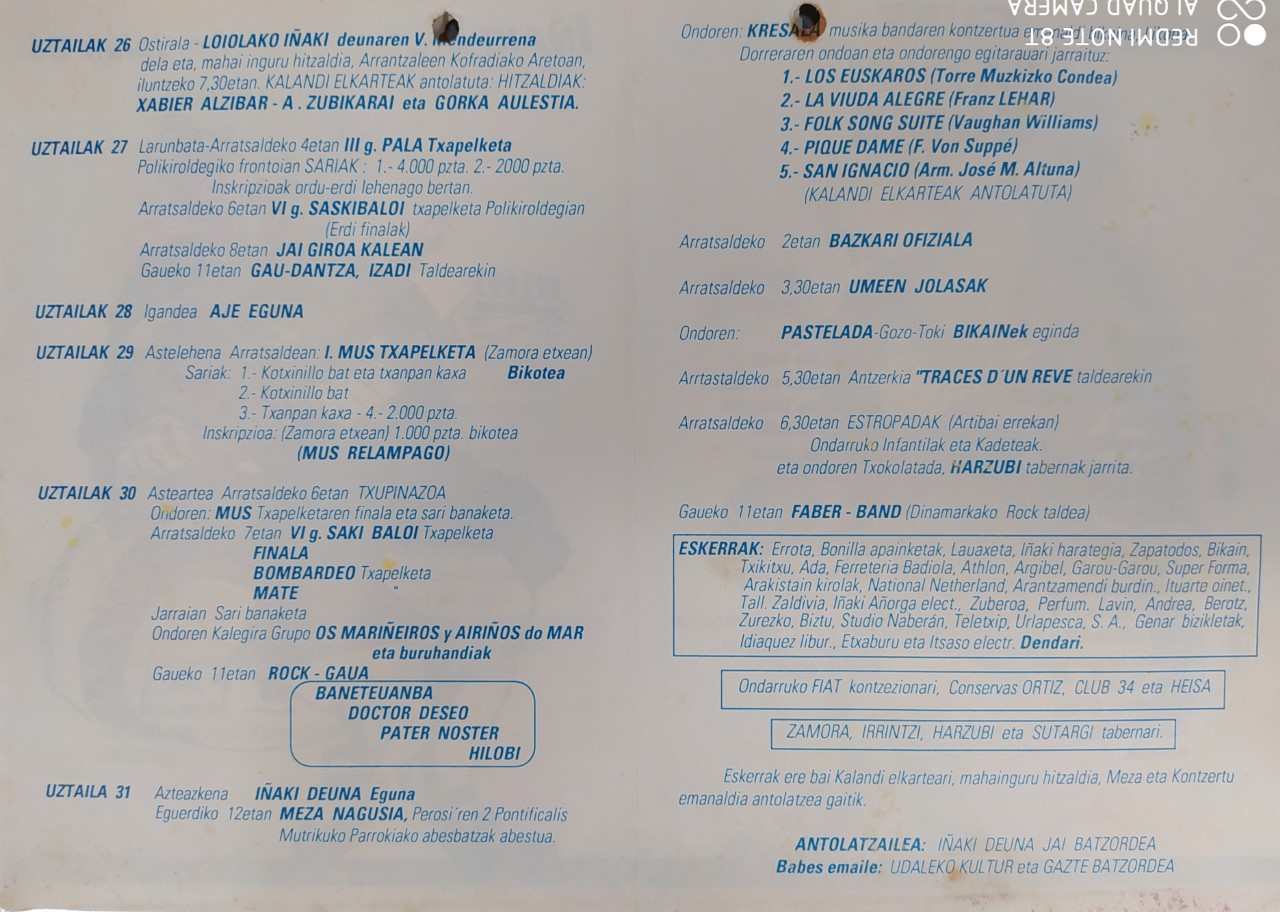 UZTAILAK 26 Ostirala - LOIOLAKO IÑAKI deunaren V. Mendeurrena
dela eta, mahai inguru hitzaldia, Arrantzaleen Kofradiako Aretoan,
iluntzeko 7,30etan. KALANDI ELKARTEAK antolatuta: HITZALDIAK:
XABIER ALZIBAR - A. ZUBIKARAI eta GORKA AULESTIA.
UZTAILAK 27 Larunbata-Arratsaldeko 4etan III g. PALA Txapelketa
Polikiroldegiko frontoian SARIAK : 1.- 4.000 pzta. 2.- 2000 pzta.
Inskripzioak ordu-erdi lehenago bertan.
Arratsaldeko 6etan VI g. SASKIBALOI txapelketa Polikiroldegian
(Erdi finalak)
Arratsaldeko 8etan JAI GIROA KALEAN
Gaueko 11etan GAU-DANTZA, IZADI Taldearekin
UZTAILAK 28 Igandea AJE EGUNA
UZTAILAK 29 Astelehena Arratsaldean: I. MUS TXAPELKETA (Zamora etxean)
Sariak: 1.- Kotxinillo bat eta txanpan kaxa Bikotea
2.- Kotxinillo bat
3.- Txanpan kaxa - 4.- 2.000 pzta.
Inskripzioa: (Zamora etxean) 1.000 pzta. bikotea
(MUS RELAMPAGO)
UZTAILAK 30 Asteartea Arratsaldeko 6etan TXUPINAZOA
Ondoren: MUS Txapelketaren finala eta sari banaketa.
Arratsaldeko 7etan VI g. SAKI BALOI Txapelketa
FINALA
BOMBARDEO Txapelketa
MATE "
Jarraian Sari banaketa
Ondoren Kalegira Grupo OS MARIÑEIROS y AIRIÑOS do MAR
eta buruhandiak
Gaueko 11etan ROCK - GAUA
BANETEUANBA
DOCTOR DESEO
PATER NOSTER
HILOBI
UZTAILA 31 Azteazkena IÑAKI DEUNA Eguna
Eguerdiko 12etan MEZA NAGUSIA, Perosi´ren 2 Pontificalis
Mutrikuko Parrokiako abesbatzak abestua.
Ondoren: KRESALA musika bandaren kontzertua
Dorreraren ondoan eta ondorengo egitarauari jarraituz:
1.- LOS EUSKAROS (Torre Muzkizko Condea)
2.- LA VIUDA ALEGRE (Franz LEHAR)
3.- FOLK SONG SUITE (Vaughan Williams)
4.- PIQUE DAME (F. Von Suppé)
5.- SAN IGNACIO (Arm. José M. Altuna)
(KALANDI ELKARTEAK ANTOLATUTA)
Arratsaldeko 2etan BAZKARI OFIZIALA
Arratsaldeko 3,30etan UMEEN JOLASAK
Ondoren: PASTELADA-Gozo-Toki BIKAINek eginda
Arrtastaldeko 5,30etan Antzerkia "TRACES D´UN REVE taldearekin
Arratsaldeko 6,30etan ESTROPADAK (Artibai errekan)
Ondarruko Infantilak eta Kadeteak.
eta ondoren Txokolatada, HARZUBI tabernak jarrita.
Gaueko 11etan FABER - BAND (Dinamarkako Rock taldea)
ESKERRAK: Errota, Bonilla apainketak, Lauaxeta, Iñaki harategia, Zapatodos, Bikain,
Txikitxu, Ada, Ferreteria Badiola, Athlon, Argibel, Garou-Garou, Super Forma,
Arakistain kirolak, National Netherland, Arantzamendi burdin., Ituarte oinet.,
Tall. Zaldivia, Iñaki Añorga elect., Zuberoa, Perfum. Lavin, Andrea, Berotz,
Zurezko, Biztu, Studio Naberán, Teletxip, Urlapesca, S. A., Genar bizikletak,
Idiaquez libur., Etxaburu eta Itsaso electr. Dendari.
Ondarruko FIAT kontzezionari, Conservas ORTIZ, CLUB 34 eta HEISA
ZAMORA, IRRINTZI, HARZUBI eta SUTARGI tabernari.
Eskerrak ere bai Kalandi elkarteari, mahainguru hitzaldia, Meza eta Kontzertu
emanaldia antolatzea gaitik.
ANTOLATZAILEA: IÑAKI DEUNA JAI BATZORDEA
Babes emaile: UDALEKO KULTUR eta GAZTE BATZORDEA
REDMI NOTE 8T
AI QUAD CAMERA